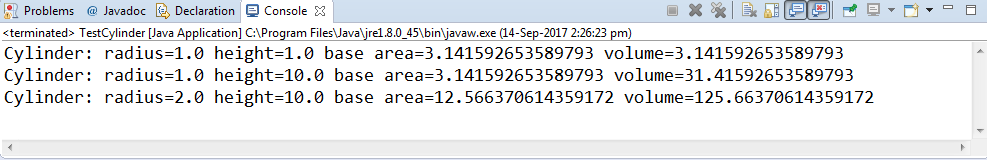 Problems @ Javadoc Declaration Console
<terminated> TestCylinder [Java Application] C:\Program Files\Java\jre1.8.0_45\bin\javaw.exe (14-Sep-2017 2:26:23 pm)
Cylinder: radius=1.0 height=1.0 base area=3.141592653589793 volume=3.141592653589793
Cylinder: radius=1.0 height=10.0 base area=3.141592653589793 volume=31.41592653589793
Cylinder: radius=2.0 height=10.0 base area=12.566370614359172 volume=125.66370614359172